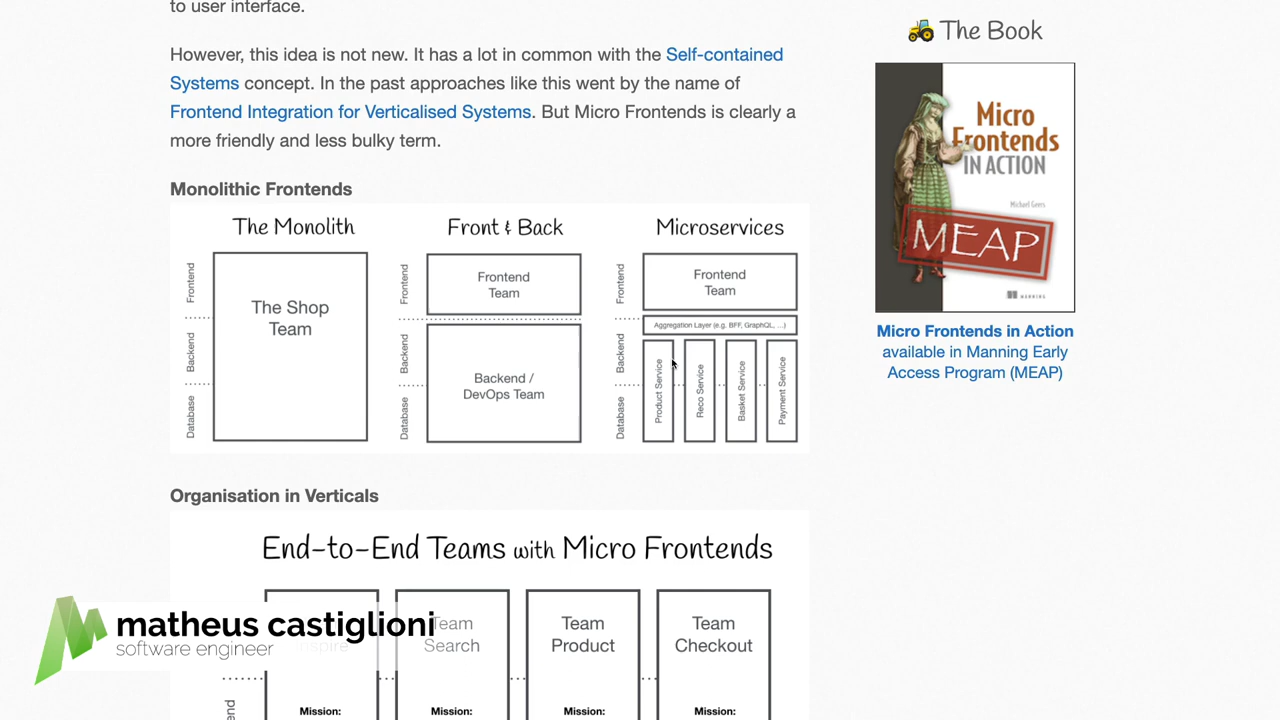 to user interface.
However, this idea is not new. It has a lot in common with the Self-contained
Systems concept. In the past approaches like this went by the name of
Frontend Integration for Verticalised Systems. But Micro Frontends is clearly a
more friendly and less bulky term.
Monolithic Frontends
The Monolith
Frontend
Backend
Database
The Shop
Team
Front & Back
Frontend
Backend
Database
Frontend
Team
Backend /
DevOps Team
Microservices
Frontend
Backend
Database
Frontend
Team
Aggregation Layer (e.g. BFF, GraphQL, ...)
Product Service
Reco Service
Basket Service
Payment Service
Organisation in Verticals
End-to-End Teams with Micro Frontends
Inspire
Team
Search
Team
Product
Team
Checkout
end
Mission:
Mission:
Mission:
Mission:
matheus castiglioni
software engineer
The Book
Micro
Frontends
IN ACTION
Michael Geers
MEAP
MANNING
Micro Frontends in Action
available in Manning Early
Access Program (MEAP)